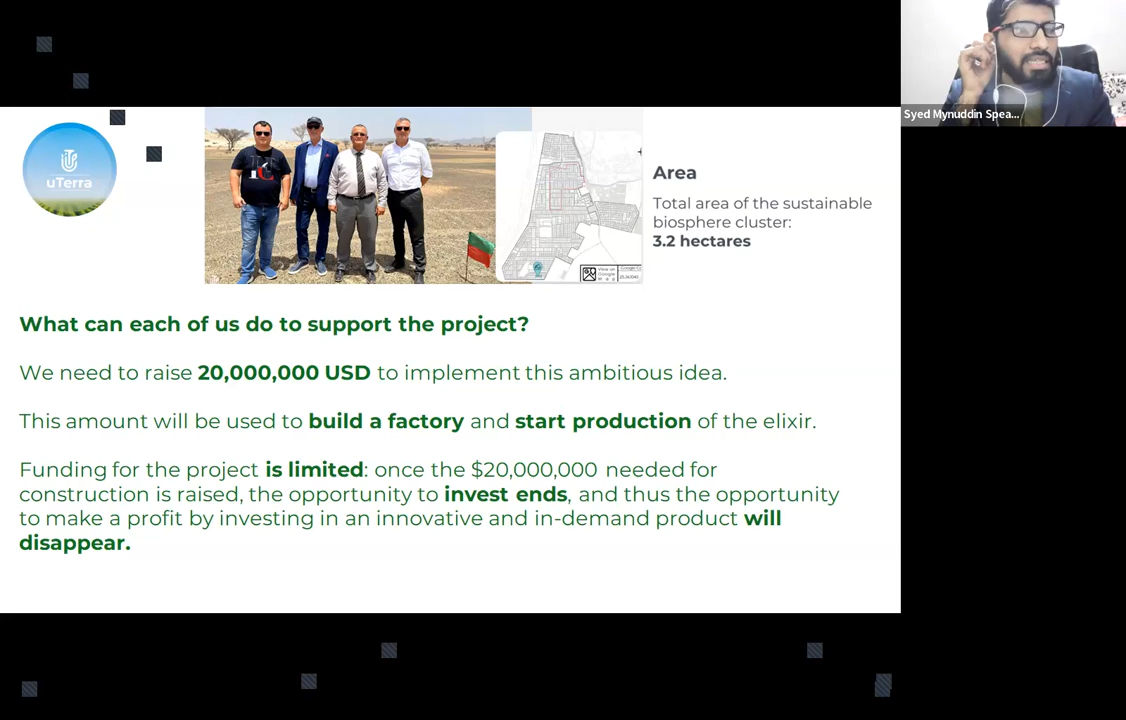 Syed Mynuddin Spea...
uTerra
Area
Total area of the sustainable
biosphere cluster:
3.2 hectares
View on
Google
What can each of us do to support the project?
We need to raise 20,000,000 USD to implement this ambitious idea.
This amount will be used to build a factory and start production of the elixir.
Funding for the project is limited: once the $20,000,000 needed for
construction is raised, the opportunity to invest ends, and thus the opportunity
to make a profit by investing in an innovative and in-demand product will
disappear.